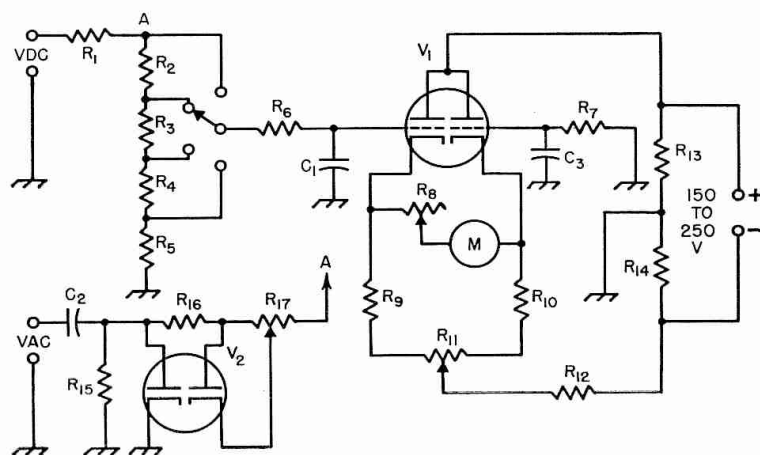 A
VDC
R1
R2
R3
R4
R5
R6
C1
V1
R7
C3
R8
M
R9
R10
R11
R12
R13
R14
150
TO
250
V
+
−
A
C2
VAC
R15
R16
R17
V2